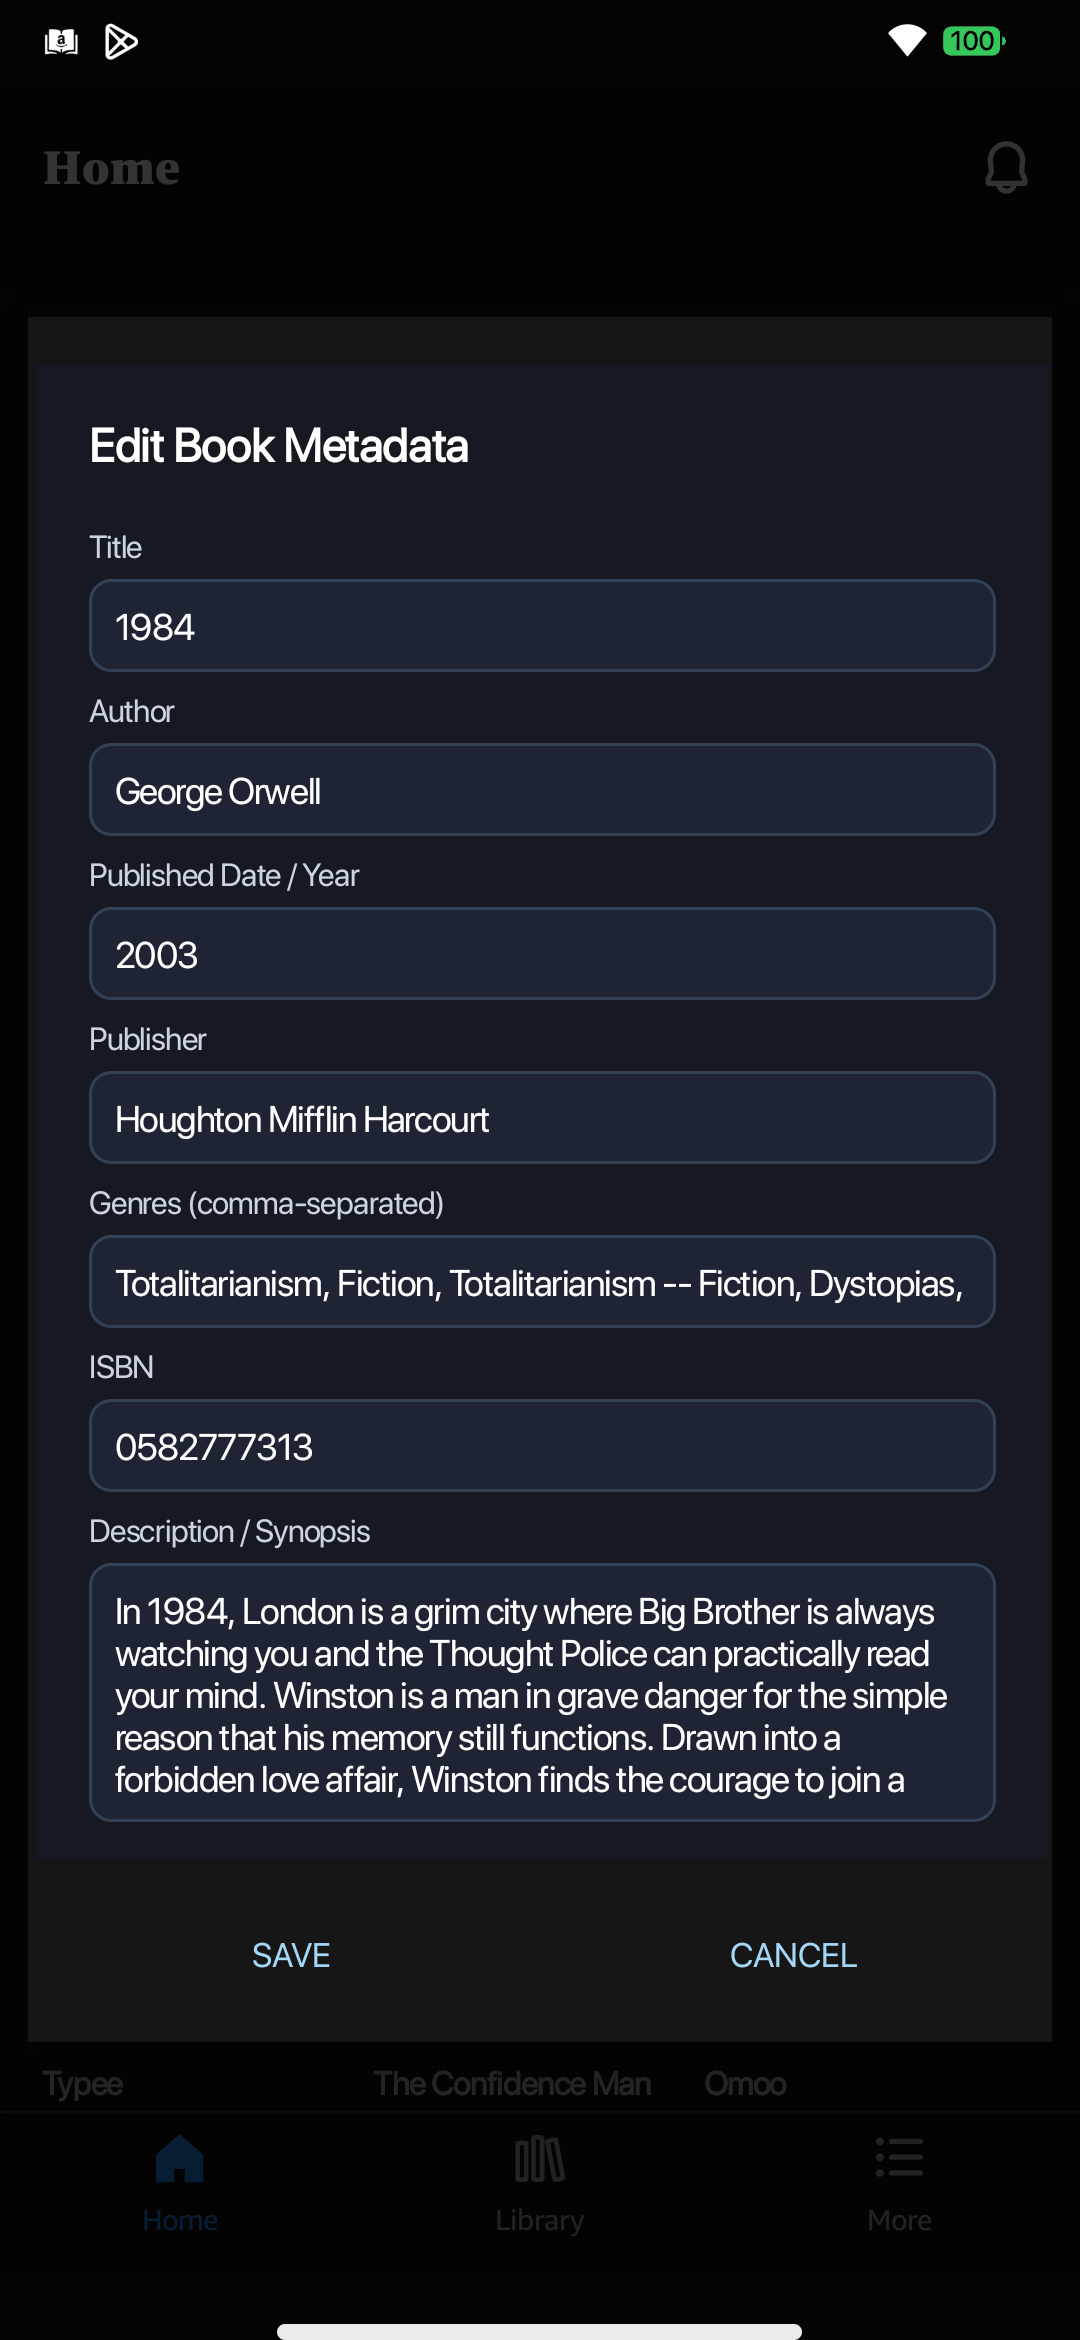 100
Home
Edit Book Metadata
Title
1984
Author
George Orwell
Published Date / Year
2003
Publisher
Houghton Mifflin Harcourt
Genres (comma-separated)
Totalitarianism, Fiction, Totalitarianism -- Fiction, Dystopias,
ISBN
0582777313
Description / Synopsis
In 1984, London is a grim city where Big Brother is always
watching you and the Thought Police can practically read
your mind. Winston is a man in grave danger for the simple
reason that his memory still functions. Drawn into a
forbidden love affair, Winston finds the courage to join a
SAVE CANCEL
Typee The Confidence Man Omoo
Home Library More